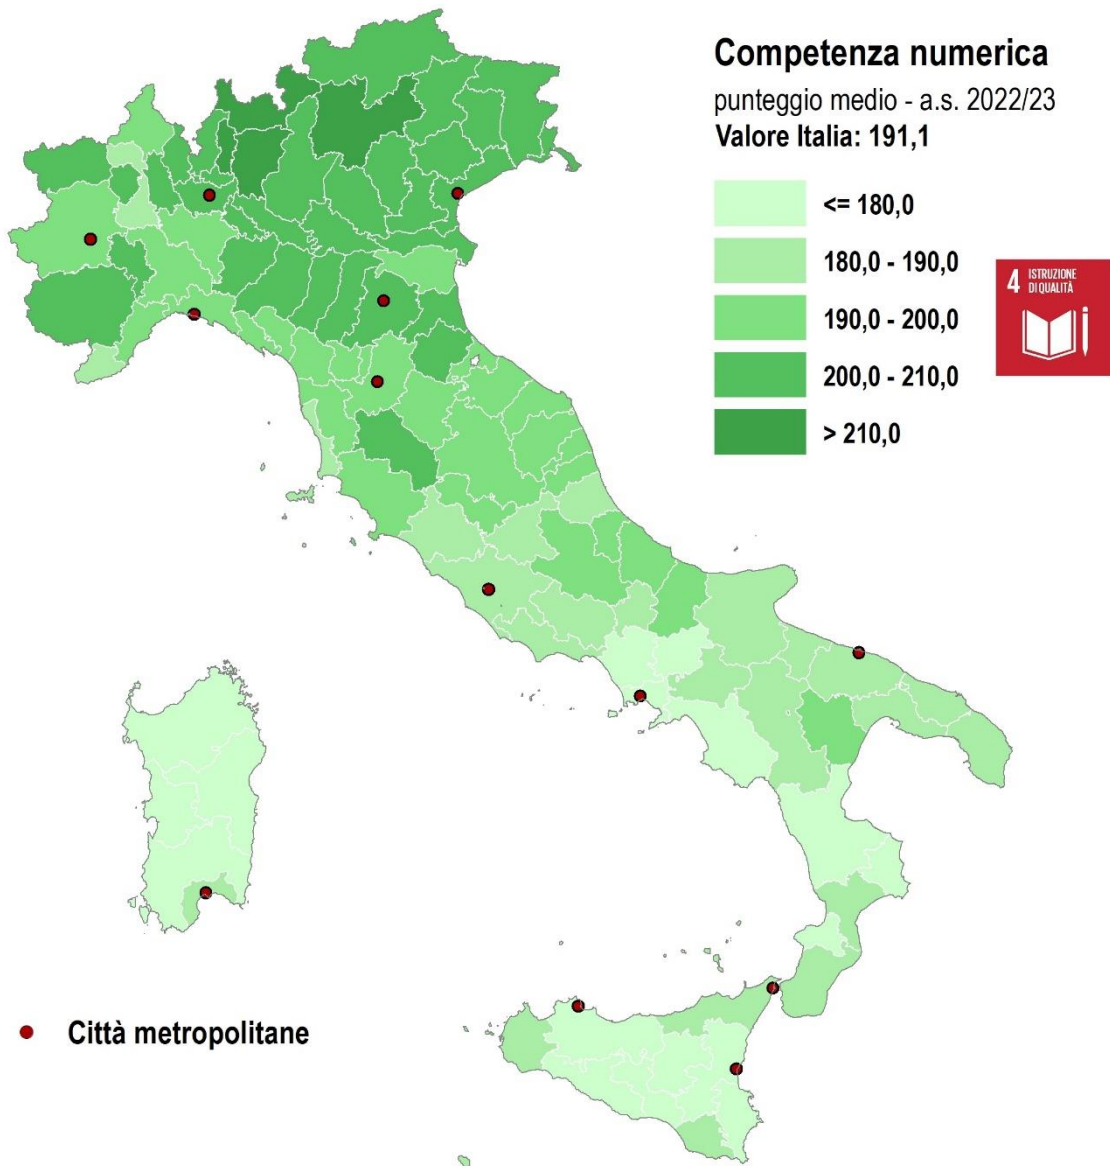 Competenza numerica
punteggio medio - a.s. 2022/23
Valore Italia: 191,1
<= 180,0
180,0 - 190,0
190,0 - 200,0
200,0 - 210,0
> 210,0
4 ISTRUZIONE
DI QUALITÀ
Città metropolitane